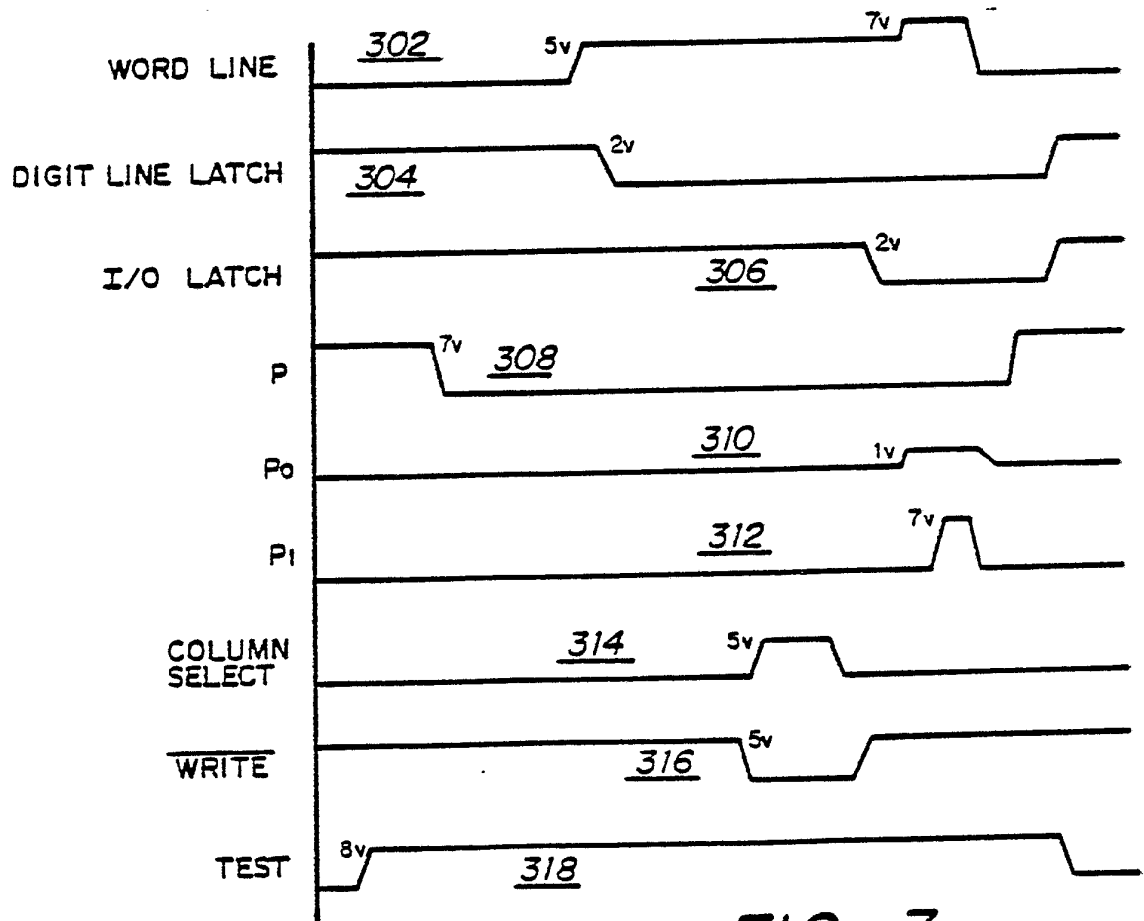 WORD LINE
302
5v
7v
DIGIT LINE LATCH
304
2v
I/O LATCH
306
2v
P
7v
308
Po
310
1v
P1
312
7v
COLUMN
SELECT
314
5v
WRITE
316
5v
TEST
8v
318